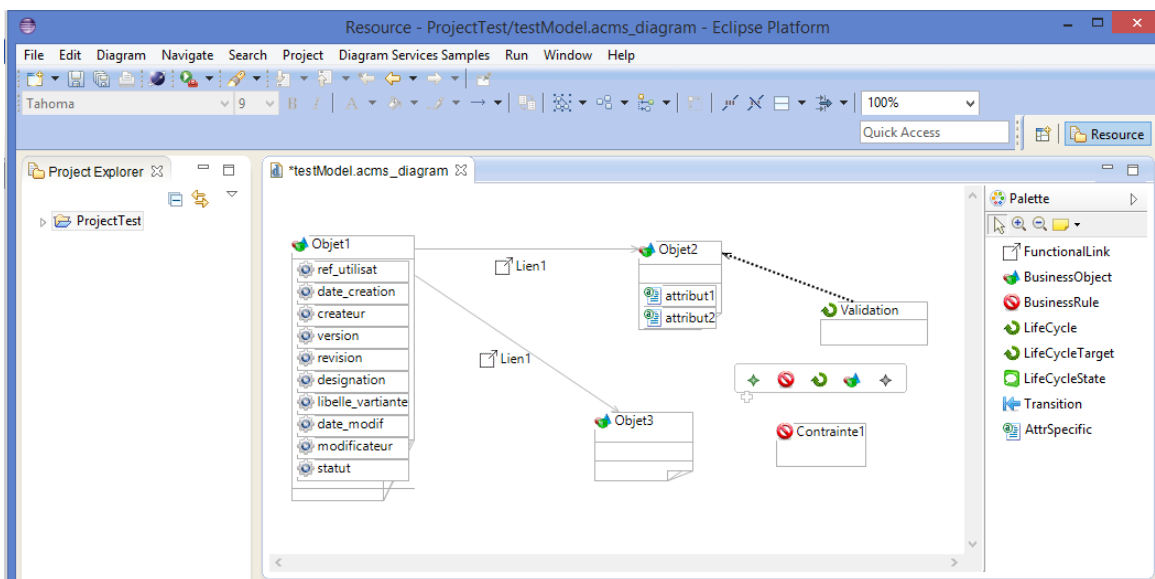 Resource - ProjectTest/testModel.acms_diagram - Eclipse Platform
File Edit Diagram Navigate Search Project Diagram Services Samples Run Window Help
Tahoma 9 B I A 100%
Quick Access Resource
Project Explorer
ProjectTest
*testModel.acms_diagram
Objet1
ref_utilisat
date_creation
createur
version
revision
designation
libelle_vartiante
date_modif
modificateur
statut
Lien1
Lien1
Objet2
attribut1
attribut2
Validation
Objet3
Contrainte1
Palette
FunctionalLink
BusinessObject
BusinessRule
LifeCycle
LifeCycleTarget
LifeCycleState
Transition
AttrSpecific